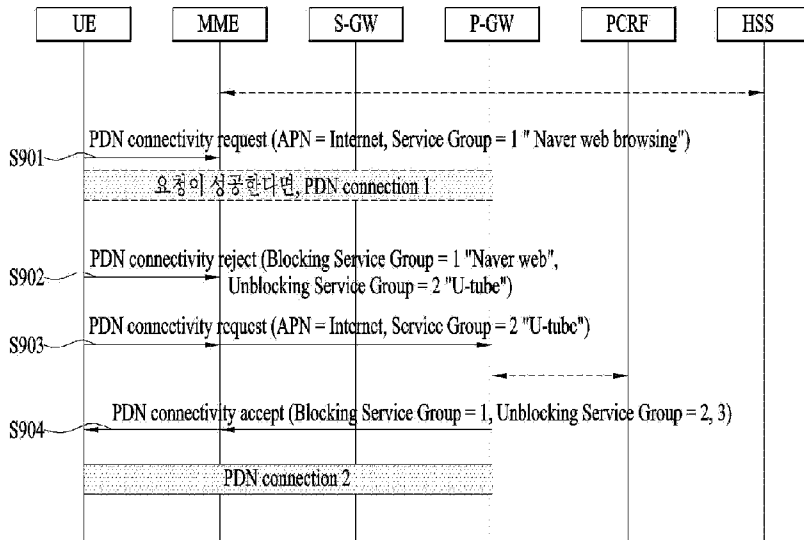 UE MME S-GW P-GW PCRF HSS
PDN connectivity request (APN = Internet, Service Group = 1 " Naver web browsing")
S901
요청이 성공한다면, PDN connection 1
PDN connectivity reject (Blocking Service Group = 1 "Naver web",
S902
Unblocking Service Group = 2 "U-tube")
PDN connectivity request (APN = Internet, Service Group = 2 "U-tube")
S903
PDN connectivity accept (Blocking Service Group = 1, Unblocking Service Group = 2, 3)
S904
PDN connection 2